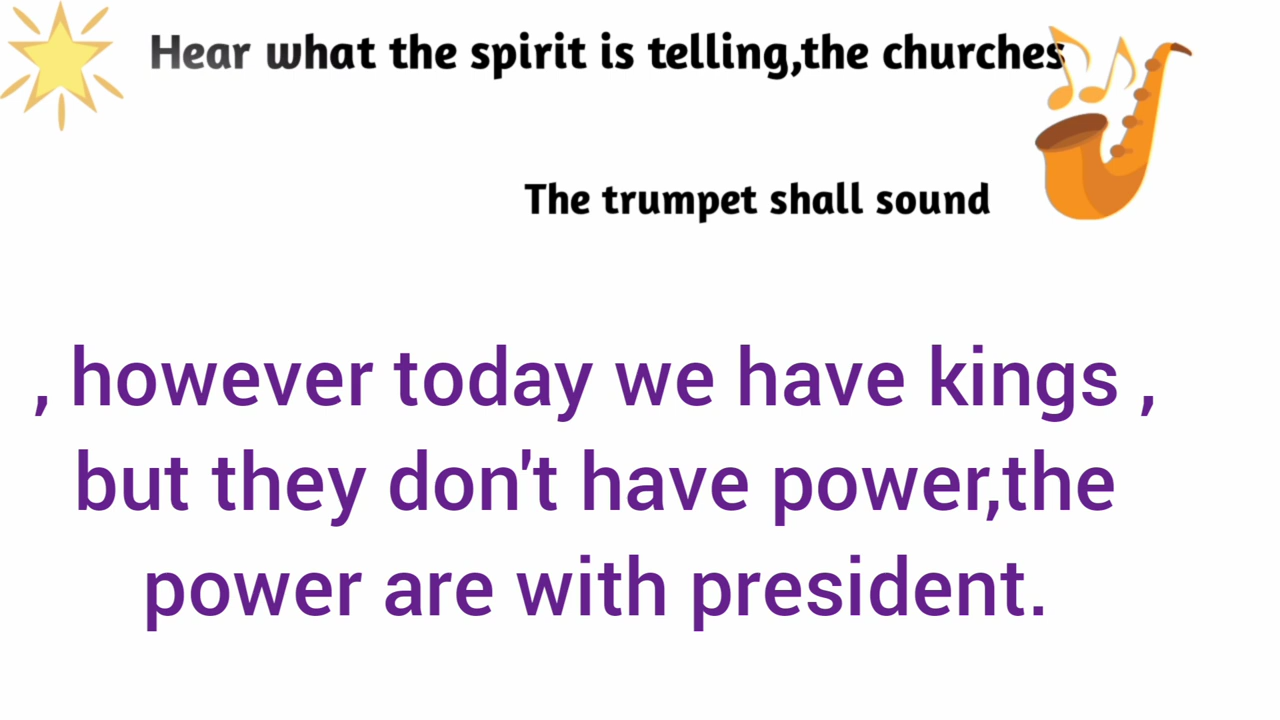 Hear what the spirit is telling,the churches
The trumpet shall sound
, however today we have kings ,
but they don't have power,the
power are with president.